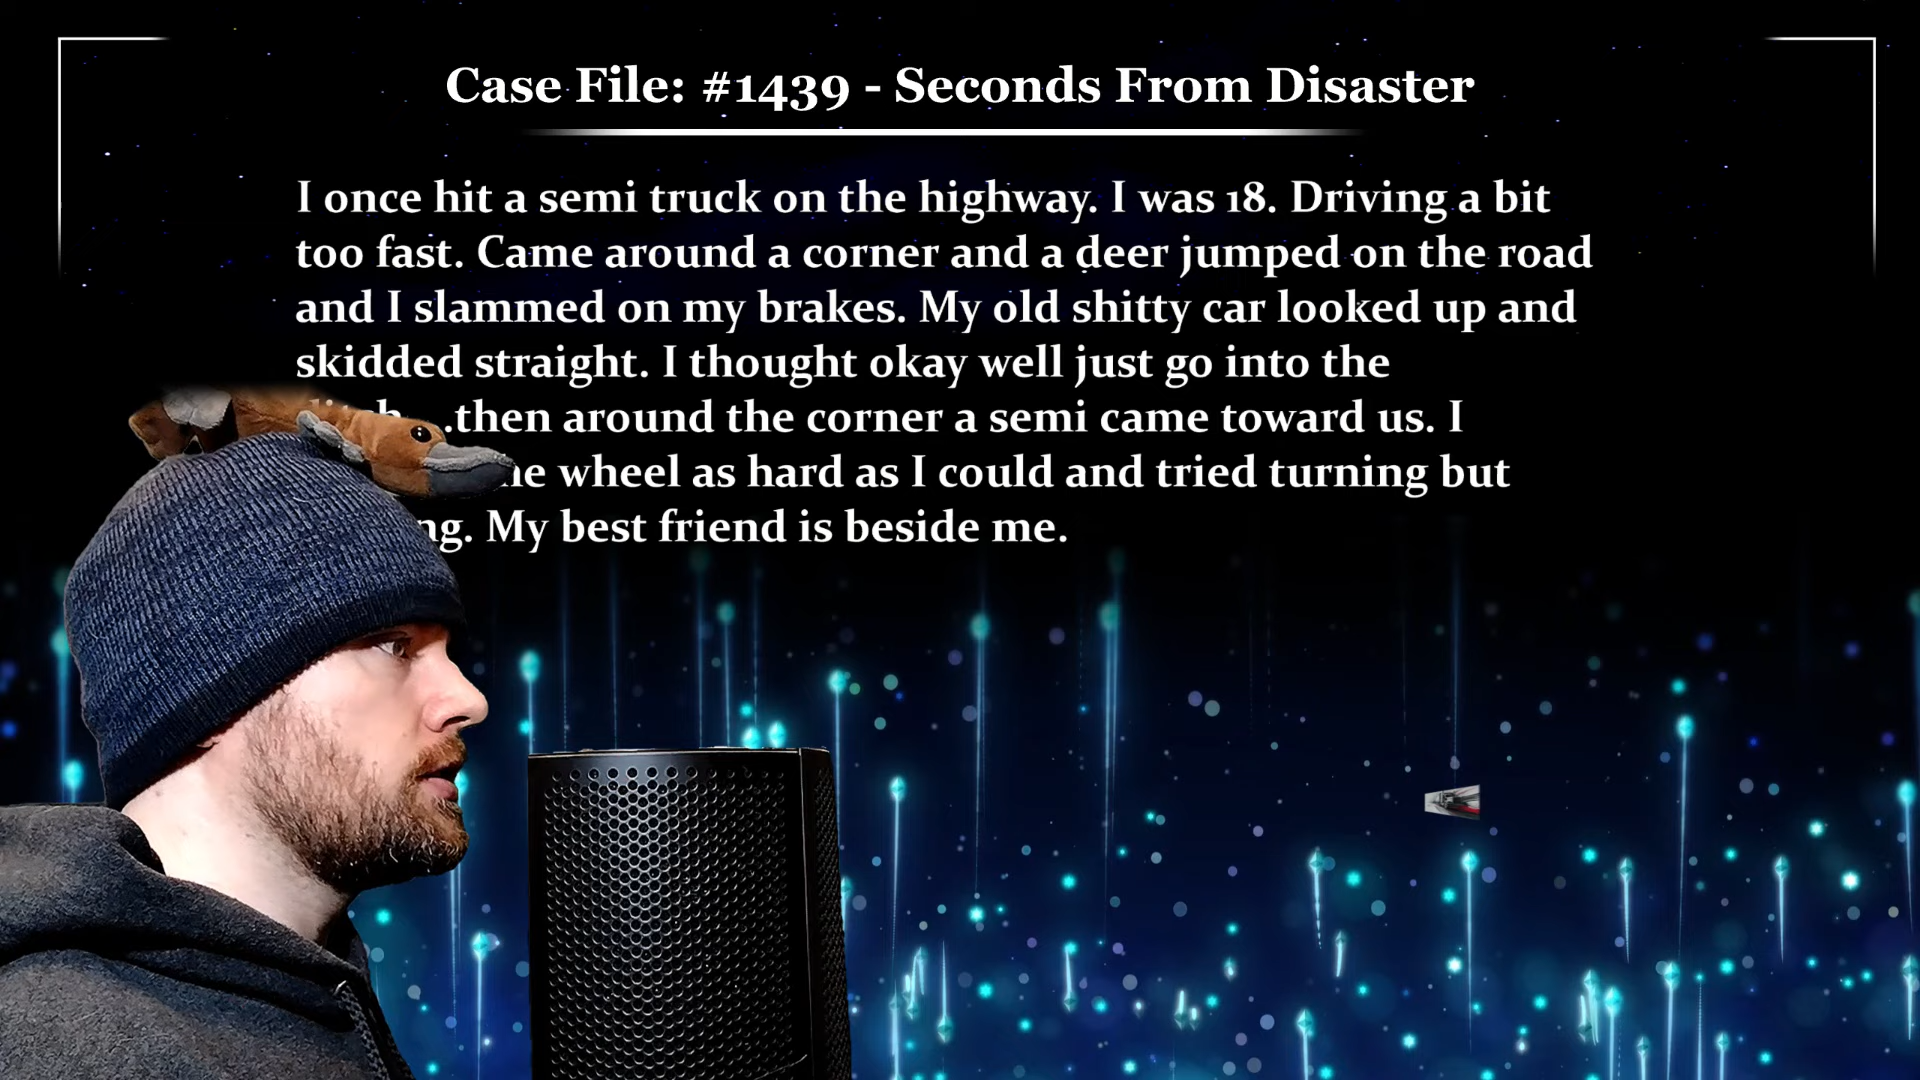 Case File: #1439 - Seconds From Disaster
I once hit a semi truck on the highway. I was 18. Driving a bit
too fast. Came around a corner and a deer jumped on the road
and I slammed on my brakes. My old shitty car looked up and
skidded straight. I thought okay well just go into the
.then around the corner a semi came toward us. I
wheel as hard as I could and tried turning but
My best friend is beside me.